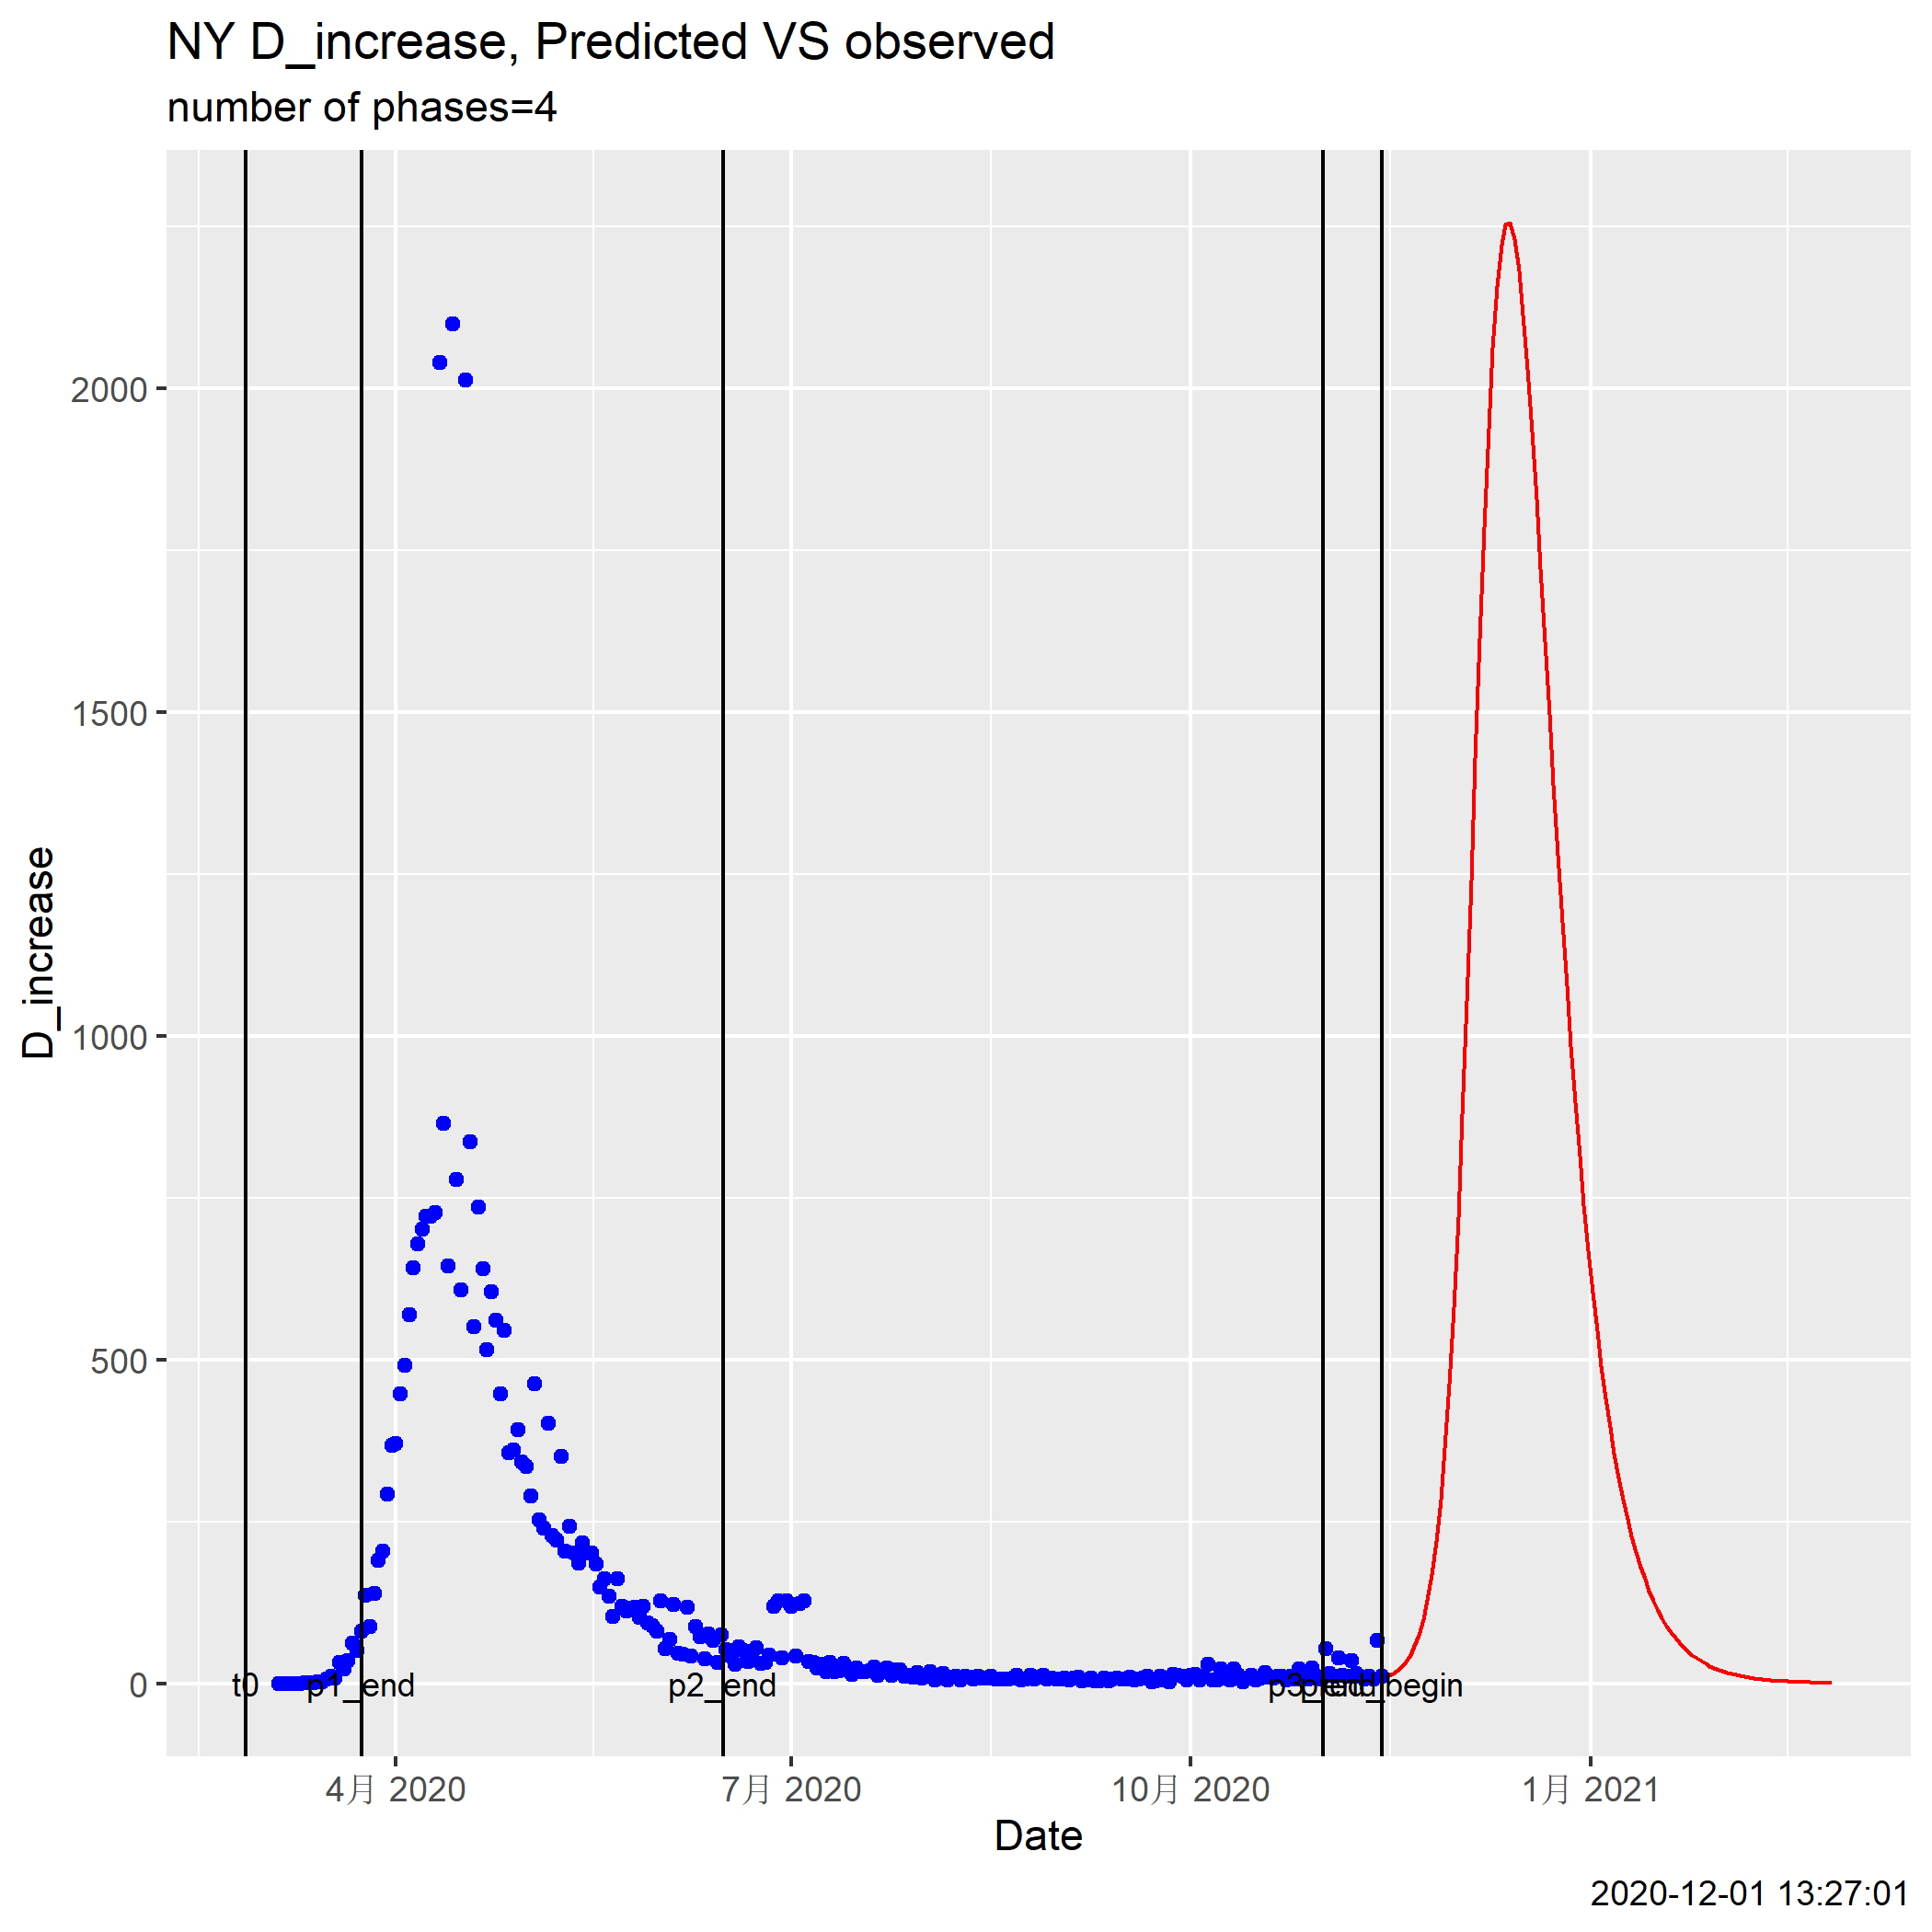 NY D_increase, Predicted VS observed
number of phases=4
D_increase
2000
1500
1000
500
0
t0 p1_end p2_end p3_end pred_begin
4月 2020 7月 2020 10月 2020 1月 2021
Date
2020-12-01 13:27:01